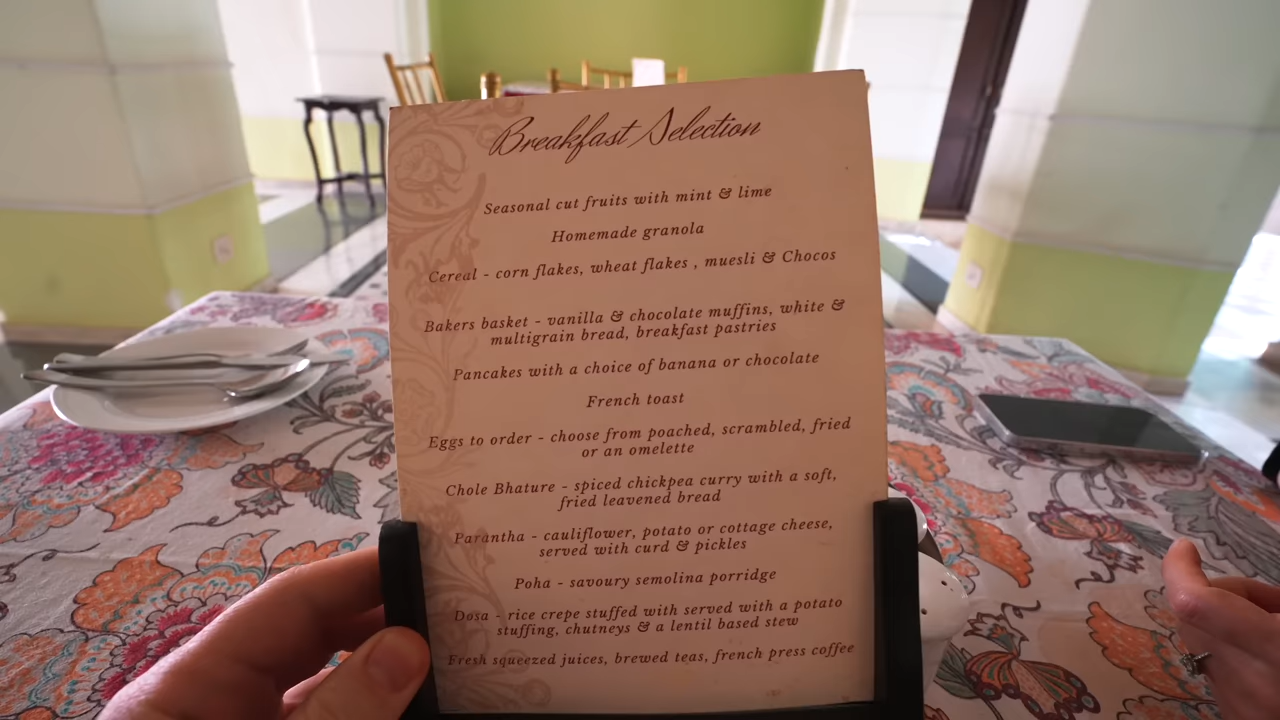 Breakfast Selection
Seasonal cut fruits with mint & lime
Homemade granola
Cereal - corn flakes, wheat flakes , muesli & Chocos
Bakers basket - vanilla & chocolate muffins, white &
multigrain bread, breakfast pastries
Pancakes with a choice of banana or chocolate
French toast
Eggs to order - choose from poached, scrambled, fried
or an omelette
Chole Bhature - spiced chickpea curry with a soft,
fried leavened bread
Parantha - cauliflower, potato or cottage cheese,
served with curd & pickles
Poha - savoury semolina porridge
Dosa - rice crepe stuffed with served with a potato
stuffing, chutneys & a lentil based stew
Fresh squeezed juices, brewed teas, french press coffee